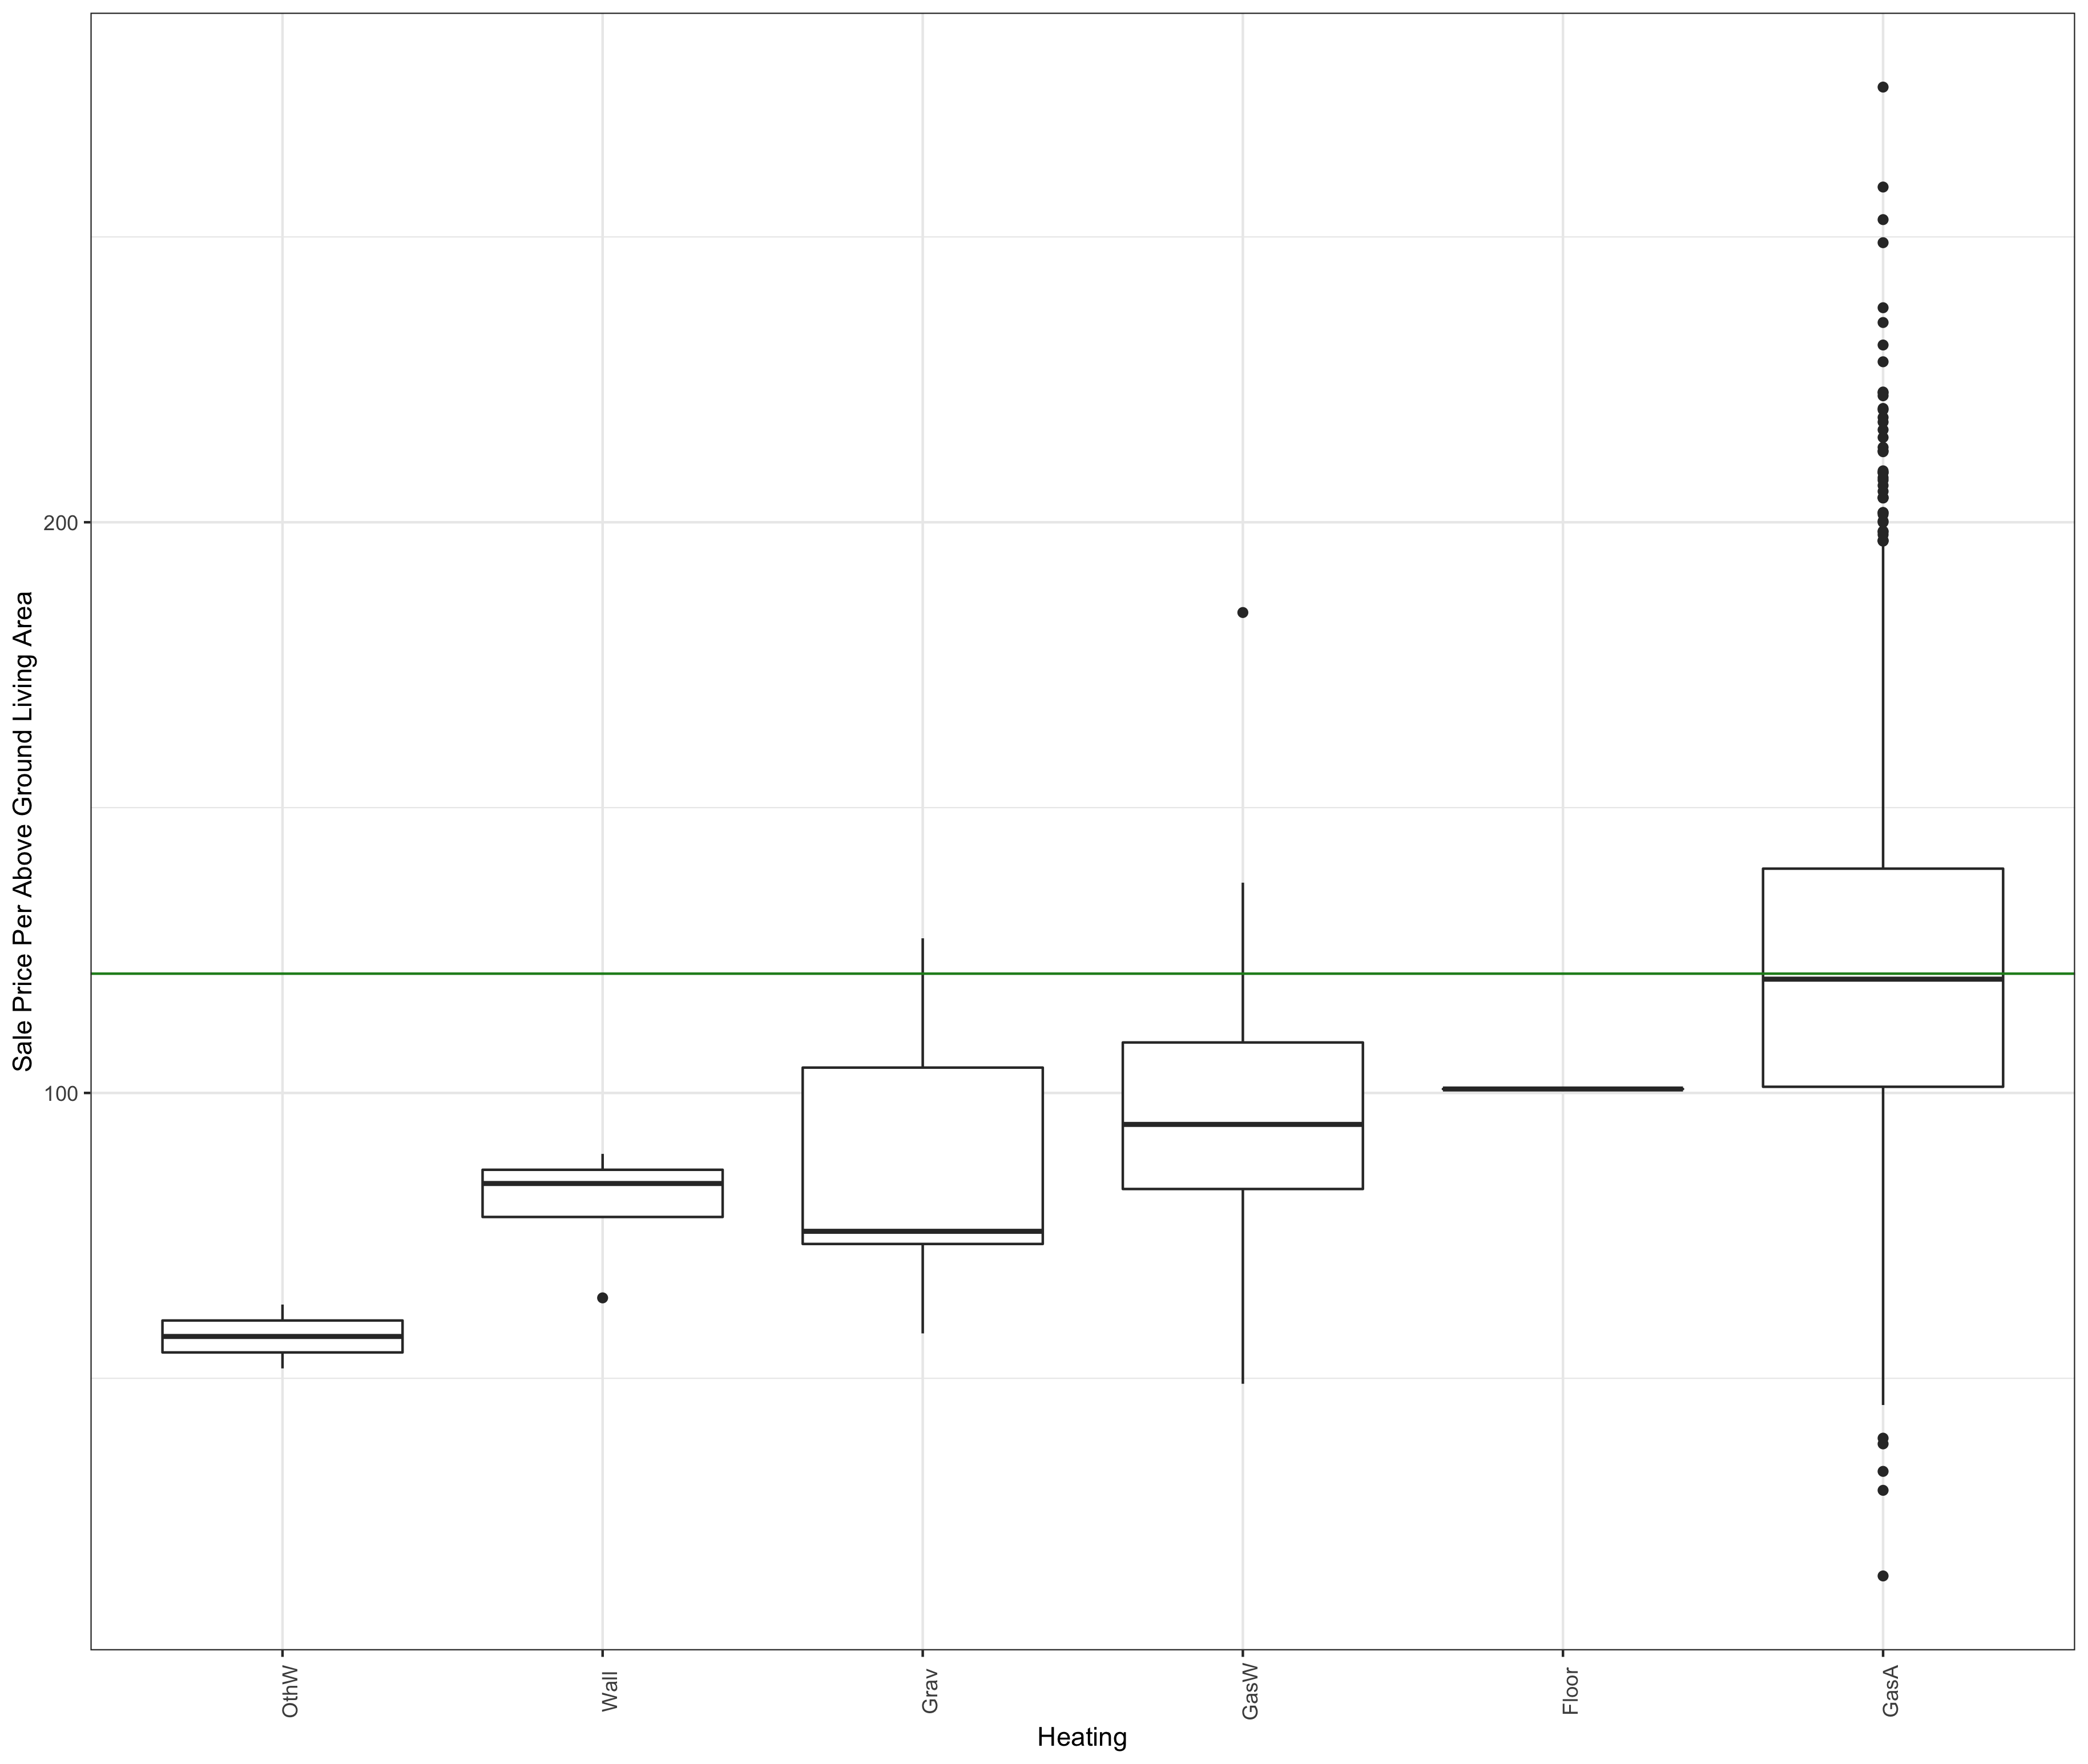 Sale Price Per Above Ground Living Area
200
100
OthW
Wall
Grav
GasW
Floor
GasA
Heating